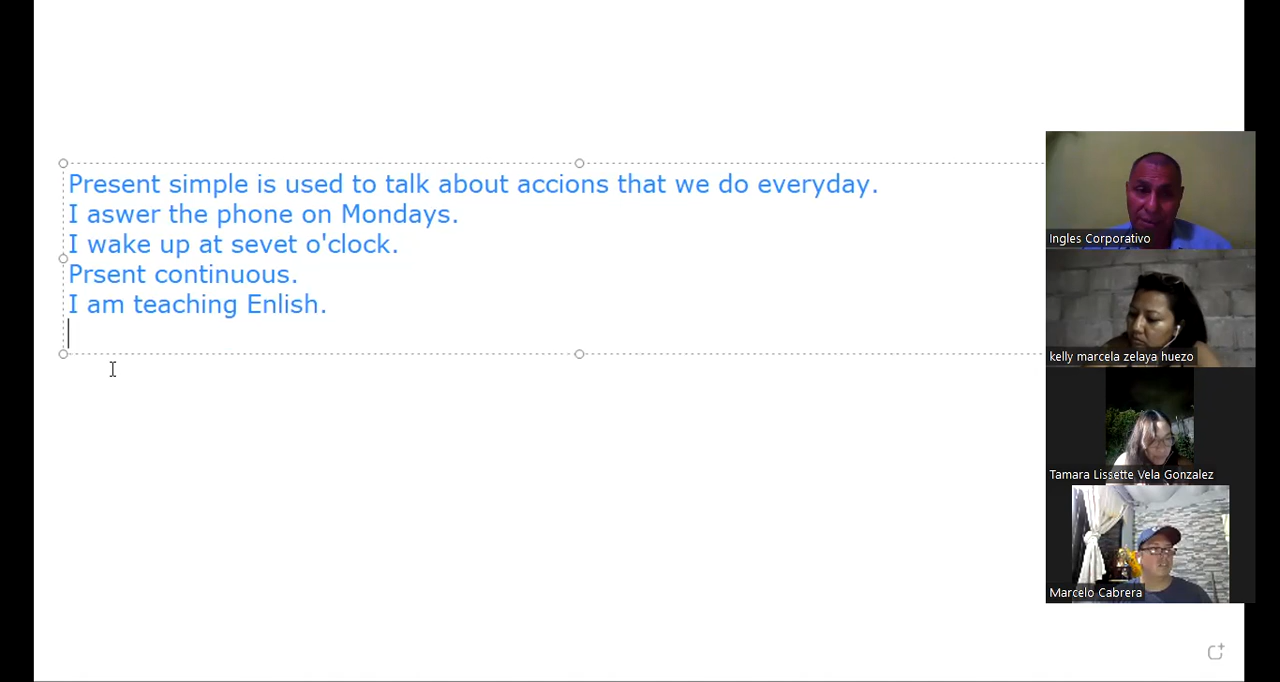 Present simple is used to talk about accions that we do everyday.
I aswer the phone on Mondays.
I wake up at sevet o'clock.
Prsent continuous.
I am teaching Enlish.
Ingles Corporativo
kelly marcela zelaya huezo
Tamara Lissette Vela Gonzalez
Marcelo Cabrera